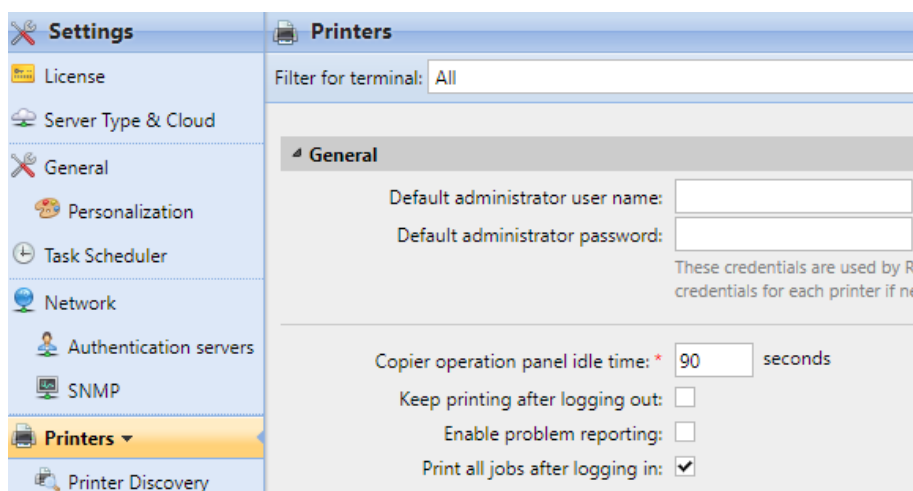 Settings
License
Server Type & Cloud
General
Personalization
Task Scheduler
Network
Authentication servers
SNMP
Printers
Printer Discovery
Printers
Filter for terminal: All
General
Default administrator user name:
Default administrator password:
These credentials are used by R
credentials for each printer if ne
Copier operation panel idle time: * 90 seconds
Keep printing after logging out:
Enable problem reporting:
Print all jobs after logging in: